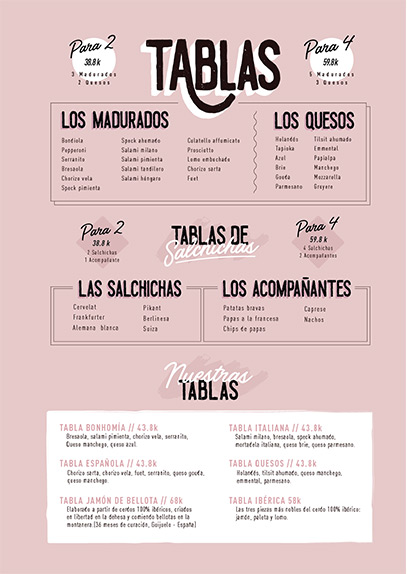 Para 2
38.8k
3 Madurados
2 Quesos
TABLAS
Para 4
59.8k
5 Madurados
3 Quesos
LOS MADURADOS
Bondiola
Pepperoni
Serranito
Bresaola
Chorizo vela
Speck pimienta
Speck ahumado
Salami milano
Salami pimienta
Salami tandilero
Salami húngaro
Culatello affumicato
Prosciutto
Lomo embochado
Chorizo sarta
Fuet
LOS QUESOS
Holandés
Tapioka
Azul
Brie
Gouda
Parmesano
Tilsit ahumado
Emmental
Papialpa
Manchego
Mozzarella
Gruyere
Para 2
38.8 k
2 Salchichas
1 Acompañante
TABLAS DE
Salchichas
Para 4
59.8 k
4 Salchichas
2 Acompañantes
LAS SALCHICHAS
Cervelat
Frankfurter
Alemana blanca
Pikant
Berlinesa
Suiza
LOS ACOMPAÑANTES
Patatas bravas
Papas a la francesa
Chips de papas
Caprese
Nachos
Nuestras
TABLAS
TABLA BONHOMÍA // 43.8k
Bresaola, salami pimienta, chorizo vela, serranito,
Queso manchego, queso azul.
TABLA ESPAÑOLA // 43.8k
Chorizo sarta, chorizo vela, fuet, serranito, queso gouda,
queso manchego.
TABLA JAMÓN DE BELLOTA // 68k
Elaborado a partir de cerdos 100% ibéricos, criados
en libertad en la dehesa y comiendo bellotas en la
montanera (36 meses de curación, Guijuelo - España)
TABLA ITALIANA // 43.8k
Salami milano, bresaola, speck ahumado,
mortadela italiana, queso brie, queso parmesano.
TABLA QUESOS // 43.8k
Holandés, tilsit ahumado, queso manchego,
emmental, parmesano.
TABLA IBÉRICA 58k
Las tres piezas más nobles del cerdo 100% ibérico:
jamón, paleta y lomo.